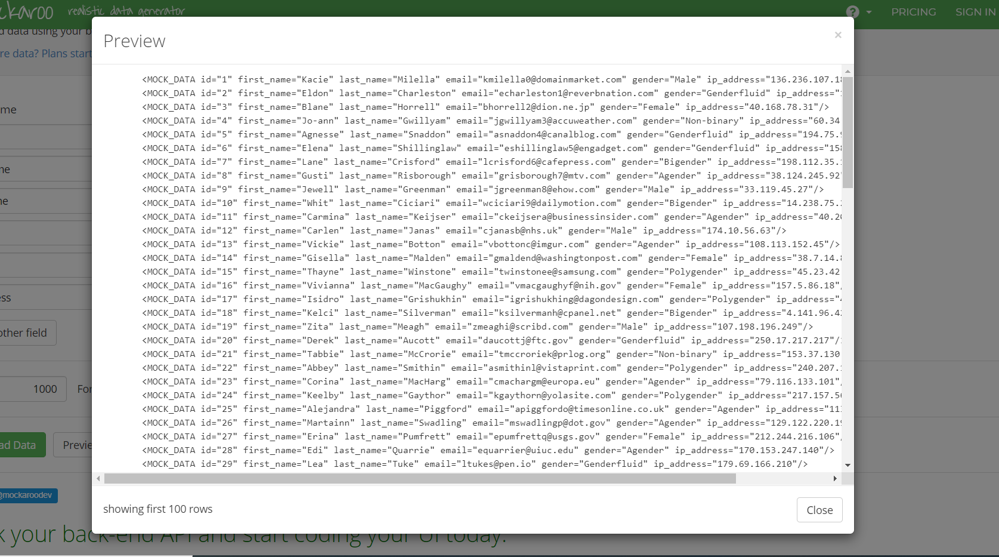 ckaroo realistic data generator
PRICING
SIGN IN
d data using your b
re data? Plans start
Preview
×
<MOCK_DATA id="1" first_name="Kacie" last_name="Milella" email="kmilella0@domainmarket.com" gender="Male" ip_address="136.236.107.18
<MOCK_DATA id="2" first_name="Eldon" last_name="Charleston" email="echarleston1@reverbnation.com" gender="Genderfluid" ip_address="1
<MOCK_DATA id="3" first_name="Blane" last_name="Horrell" email="bhorrell2@dion.ne.jp" gender="Female" ip_address="40.168.78.31"/>
<MOCK_DATA id="4" first_name="Jo-ann" last_name="Gwillyam" email="jgwillyam3@accuweather.com" gender="Non-binary" ip_address="60.34
<MOCK_DATA id="5" first_name="Agnesse" last_name="Snaddon" email="asnaddon4@canalblog.com" gender="Genderfluid" ip_address="194.75.9
<MOCK_DATA id="6" first_name="Elena" last_name="Shillinglaw" email="eshillinglaw5@engadget.com" gender="Genderfluid" ip_address="158
<MOCK_DATA id="7" first_name="Lane" last_name="Crisford" email="lcrisford6@cafepress.com" gender="Bigender" ip_address="198.112.35.1
<MOCK_DATA id="8" first_name="Gusti" last_name="Risborough" email="grisborough7@mtv.com" gender="Agender" ip_address="38.124.245.92"
<MOCK_DATA id="9" first_name="Jewell" last_name="Greenman" email="jgreenman8@ehow.com" gender="Male" ip_address="33.119.45.27"/>
<MOCK_DATA id="10" first_name="Whit" last_name="Ciciari" email="wciciari9@dailymotion.com" gender="Bigender" ip_address="14.238.75.2
<MOCK_DATA id="11" first_name="Carmina" last_name="Keijser" email="ckeijsera@businessinsider.com" gender="Agender" ip_address="40.20
<MOCK_DATA id="12" first_name="Carlen" last_name="Janas" email="cjanasb@nhs.uk" gender="Male" ip_address="174.10.56.63"/>
<MOCK_DATA id="13" first_name="Vickie" last_name="Botton" email="vbottonc@imgur.com" gender="Agender" ip_address="108.113.152.45"/>
<MOCK_DATA id="14" first_name="Gisella" last_name="Malden" email="gmaldend@washingtonpost.com" gender="Female" ip_address="38.7.14.8
<MOCK_DATA id="15" first_name="Thayne" last_name="Winstone" email="twinstonee@samsung.com" gender="Polygender" ip_address="45.23.42
<MOCK_DATA id="16" first_name="Vivianna" last_name="MacGaughy" email="vmacgaughyf@nih.gov" gender="Female" ip_address="157.5.86.18"/
<MOCK_DATA id="17" first_name="Isidro" last_name="Grishukhin" email="igrishukhing@dagondesign.com" gender="Polygender" ip_address="4
<MOCK_DATA id="18" first_name="Kelci" last_name="Silverman" email="ksilvermanh@cpanel.net" gender="Bigender" ip_address="4.141.96.42
<MOCK_DATA id="19" first_name="Zita" last_name="Meagh" email="zmeaghi@scribd.com" gender="Male" ip_address="107.198.196.249"/>
<MOCK_DATA id="20" first_name="Derek" last_name="Aucott" email="daucottj@ftc.gov" gender="Genderfluid" ip_address="250.17.217.217"/>
<MOCK_DATA id="21" first_name="Tabbie" last_name="McCrorie" email="tmccroriek@prlog.org" gender="Non-binary" ip_address="153.37.130
<MOCK_DATA id="22" first_name="Abbey" last_name="Smithin" email="asmithinl@vistaprint.com" gender="Polygender" ip_address="240.207.1
<MOCK_DATA id="23" first_name="Corina" last_name="MacHarg" email="cmachargm@europa.eu" gender="Agender" ip_address="79.116.133.101"/
<MOCK_DATA id="24" first_name="Keelby" last_name="Gaythor" email="kgaythorn@yolasite.com" gender="Polygender" ip_address="217.157.56
<MOCK_DATA id="25" first_name="Alejandra" last_name="Piggford" email="apiggfordo@timesonline.co.uk" gender="Agender" ip_address="111
<MOCK_DATA id="26" first_name="Martainn" last_name="Swadling" email="mswadlingp@dot.gov" gender="Agender" ip_address="129.122.220.19
<MOCK_DATA id="27" first_name="Erina" last_name="Pumfrett" email="epumfrettq@usgs.gov" gender="Female" ip_address="212.244.216.106"/
<MOCK_DATA id="28" first_name="Edi" last_name="Quarrie" email="equarrier@uiuc.edu" gender="Agender" ip_address="170.153.247.140"/>
<MOCK_DATA id="29" first_name="Lea" last_name="Tuke" email="ltukes@pen.io" gender="Genderfluid" ip_address="179.69.166.210"/>
showing first 100 rows
Close
me
ne
ne
ess
other field
1000 For
ad Data
Previe
@mockaroodev
k your back-end API and start coding your UI today.